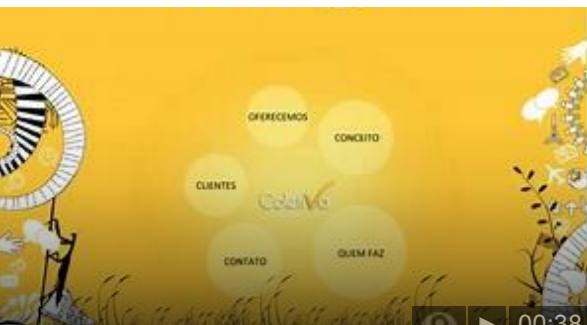 OFERECEMOS
CONCEITO
CLIENTES
CONTATO
QUEM FAZ
00:38